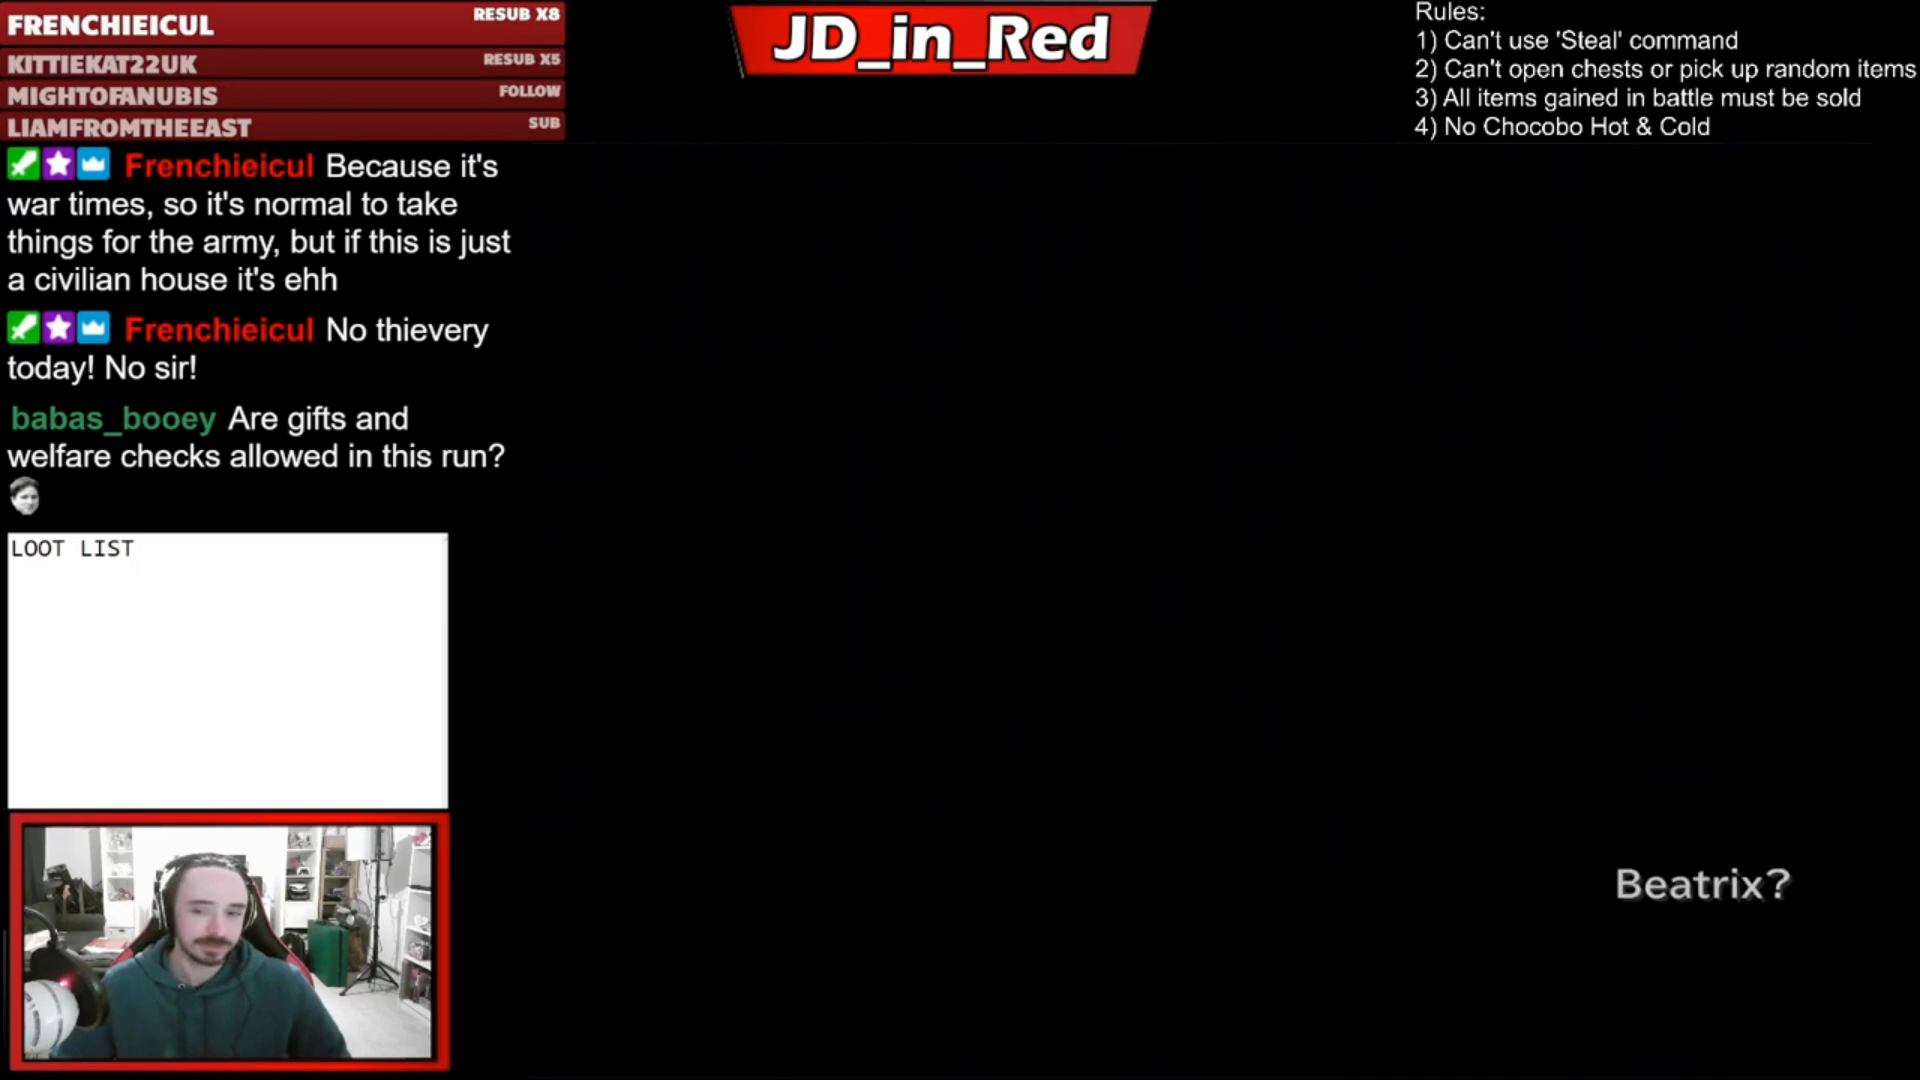 FRENCHIEICUL RESUB X8
KITTIEKAT22UK RESUB X5
MIGHTOFANUBIS FOLLOW
LIAMFROMTHEEAST SUB
Frenchieicul Because it's
war times, so it's normal to take
things for the army, but if this is just
a civilian house it's ehh
Frenchieicul No thievery
today! No sir!
babas_booey Are gifts and
welfare checks allowed in this run?
LOOT LIST
JD_in_Red
Rules:
1) Can't use 'Steal' command
2) Can't open chests or pick up random items
3) All items gained in battle must be sold
4) No Chocobo Hot & Cold
Beatrix?